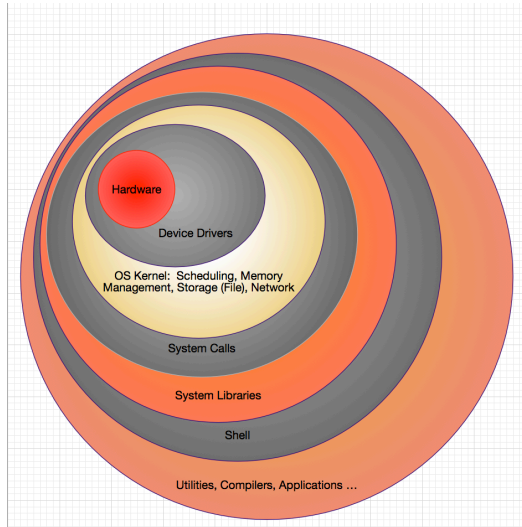 Hardware
Device Drivers
OS Kernel:  Scheduling, Memory
Management, Storage (File), Network
System Calls
System Libraries
Shell
Utilities, Compilers, Applications ...